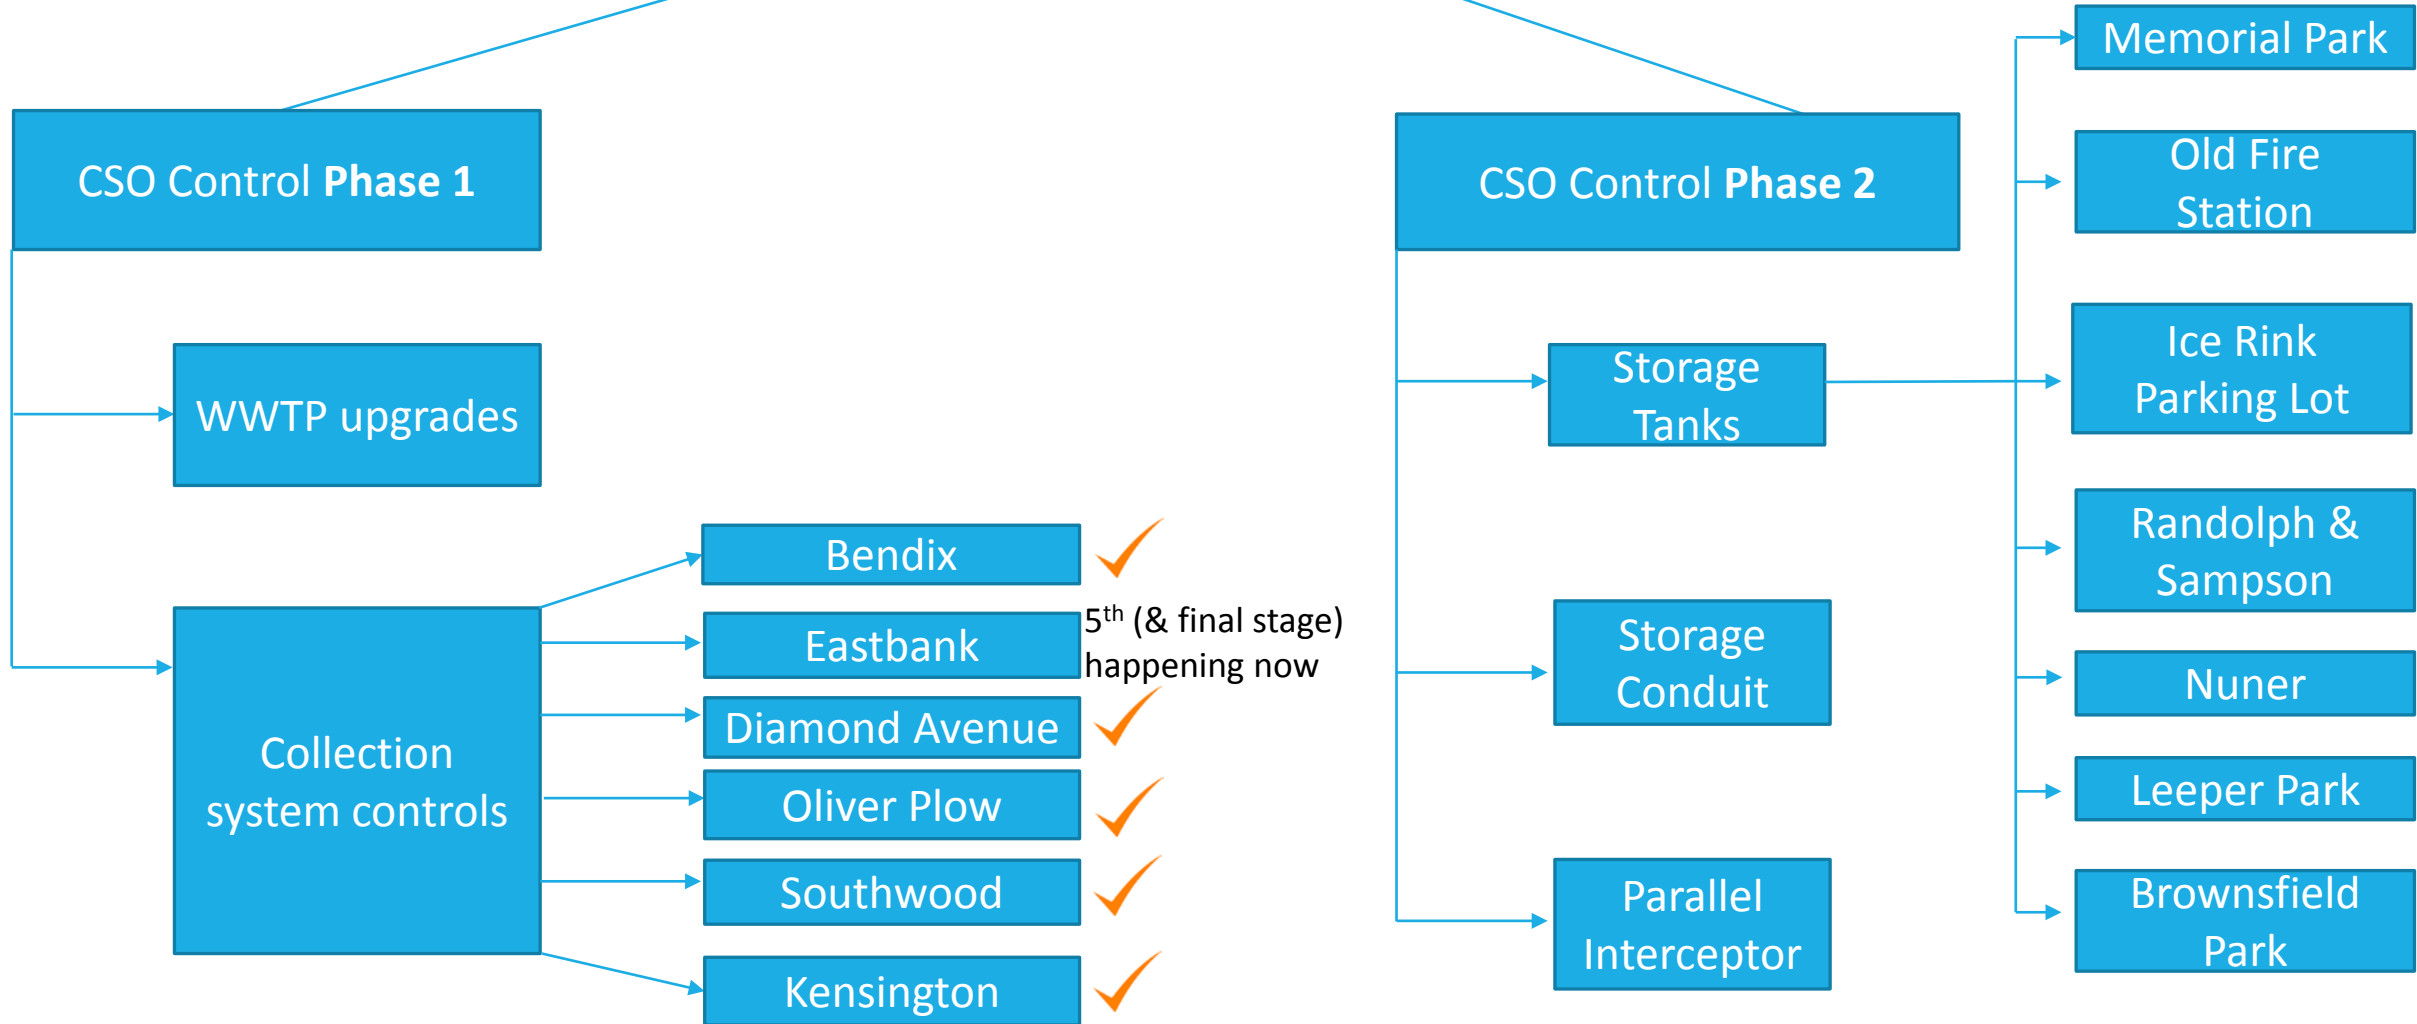 CSO Control Phase 1
WWTP upgrades
Collection
system controls
Bendix
Eastbank
5th (& final stage)
happening now
Diamond Avenue
Oliver Plow
Southwood
Kensington
CSO Control Phase 2
Storage
Tanks
Storage
Conduit
Parallel
Interceptor
Memorial Park
Old Fire
Station
Ice Rink
Parking Lot
Randolph &
Sampson
Nuner
Leeper Park
Brownsfield
Park